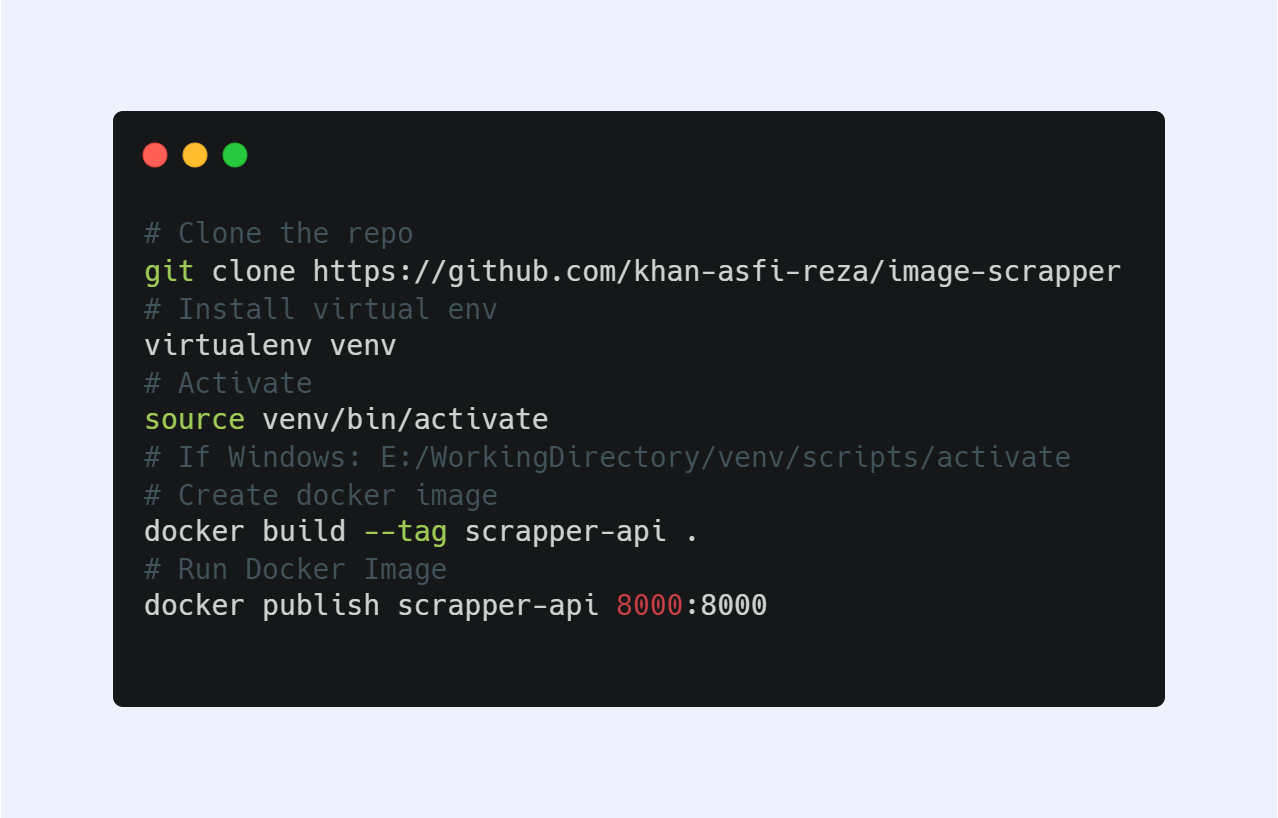 # Clone the repo
git clone https://github.com/khan-asfi-reza/image-scrapper
# Install virtual env
virtualenv venv
# Activate
source venv/bin/activate
# If Windows: E:/WorkingDirectory/venv/scripts/activate
# Create docker image
docker build --tag scrapper-api .
# Run Docker Image
docker publish scrapper-api 8000:8000